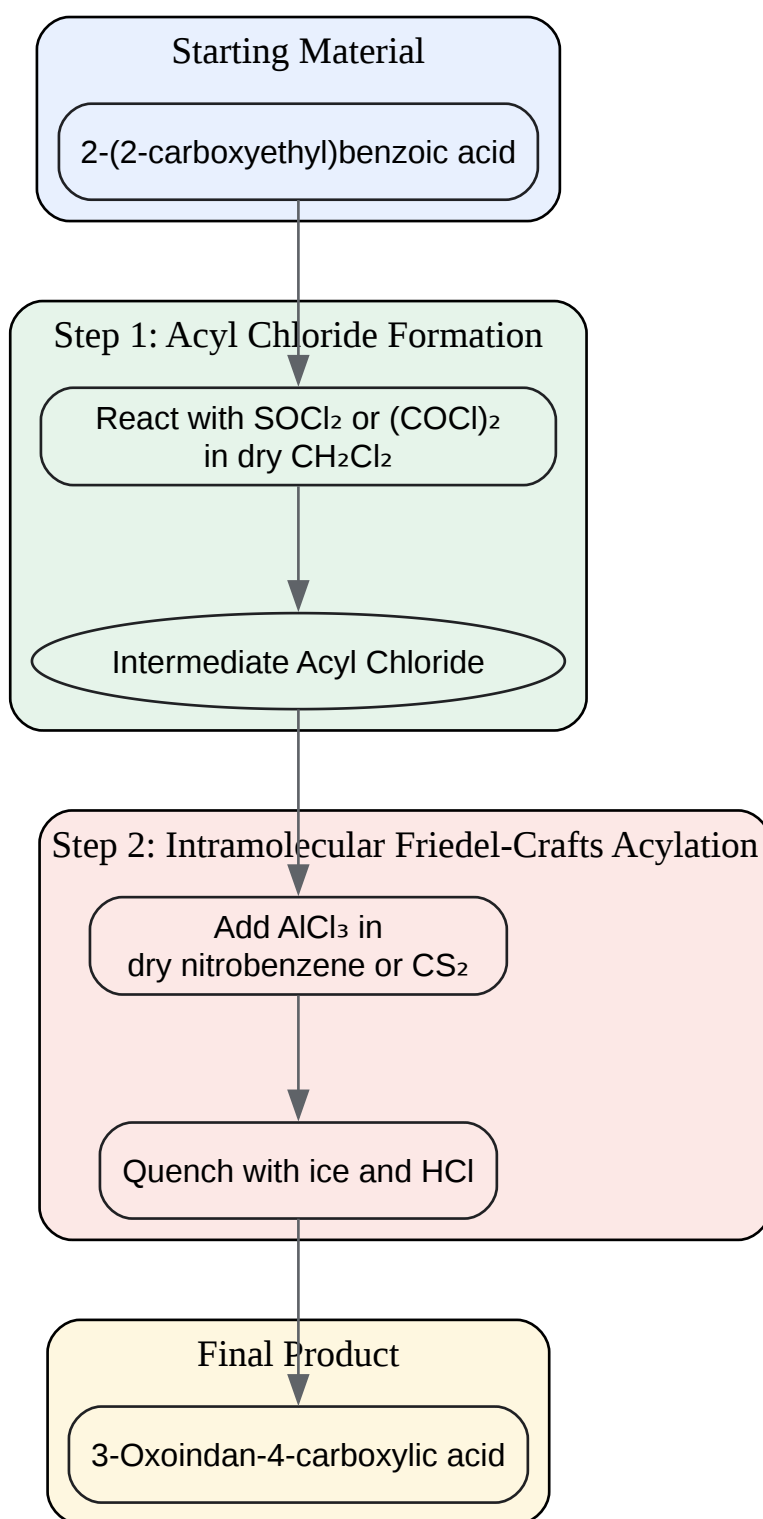 Starting Material
2-(2-carboxyethyl)benzoic acid
Step 1: Acyl Chloride Formation
React with SOCl₂ or (COCl)₂
in dry CH₂Cl₂
Intermediate Acyl Chloride
Step 2: Intramolecular Friedel-Crafts Acylation
Add AlCl₃ in
dry nitrobenzene or CS₂
Quench with ice and HCl
Final Product
3-Oxoindan-4-carboxylic acid